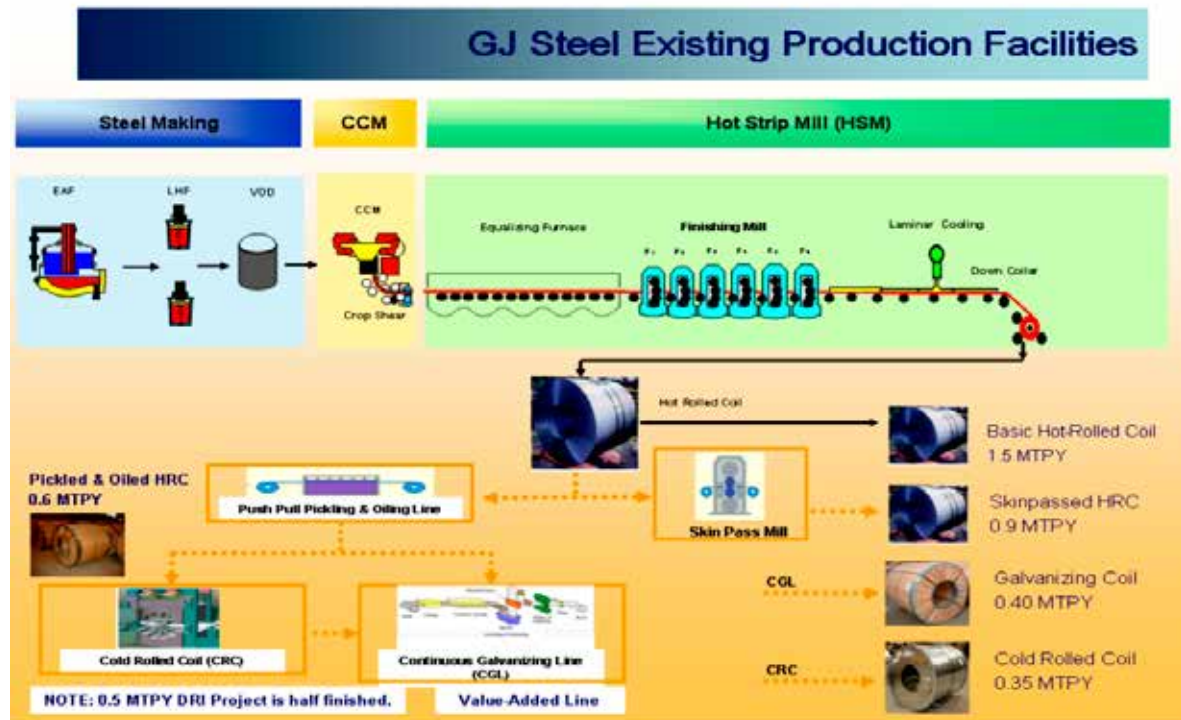 GJ Steel Existing Production Facilities
Steel Making
CCM
Hot Strip Mill (HSM)
EAF
LHF
VOD
CCM
Crop Shear
Equalizing Furnace
Finishing Mill
Laminar Cooling
Down Coiler
Hot Rolled Coil
Basic Hot-Rolled Coil
1.5 MTPY
Pickled & Oiled HRC
0.6 MTPY
Push Pull Pickling & Oiling Line
Skin Pass Mill
Skinpassed HRC
0.9 MTPY
CGL
Galvanizing Coil
0.40 MTPY
Cold Rolled Coil (CRC)
Continuous Galvanizing Line
(CGL)
CRC
Cold Rolled Coil
0.35 MTPY
NOTE: 0.5 MTPY DRI Project is half finished.
Value-Added Line